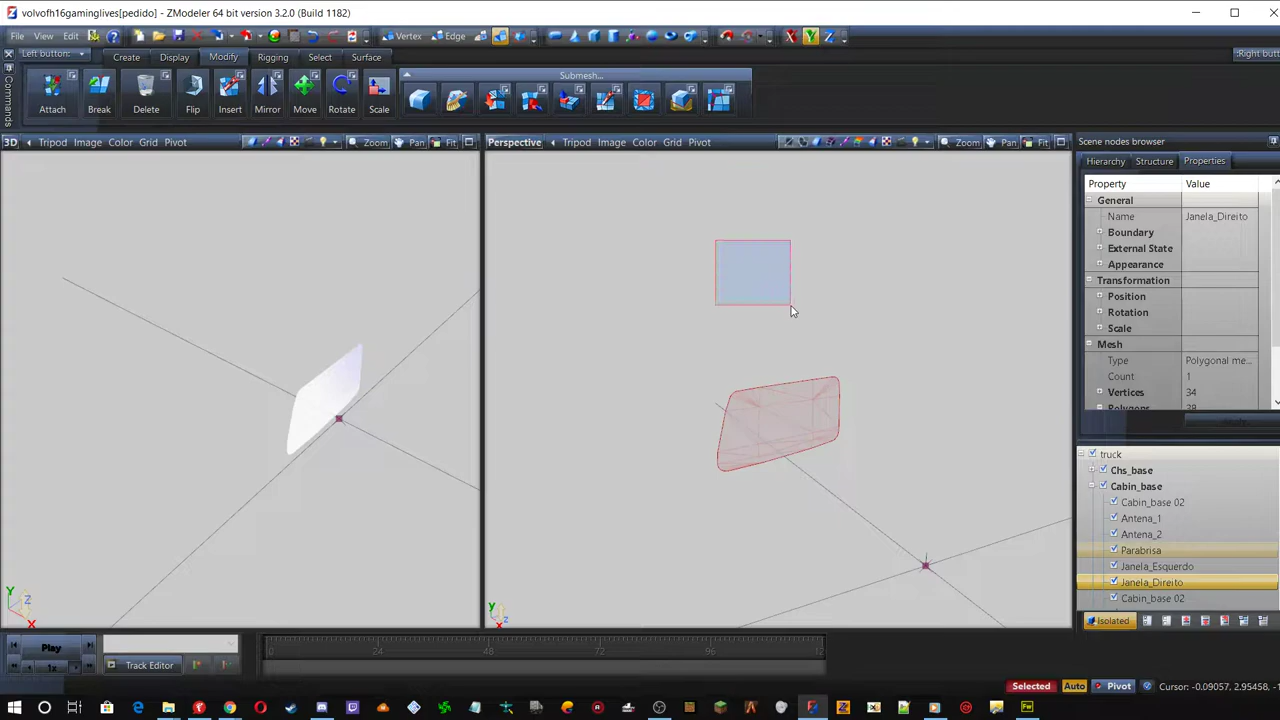 volvofh16gaminglives[pedido] - ZModeler 64 bit version 3.2.0 (Build 1182)
File View Edit Vertex Edge X Y Z
Left button: Create Display Modify Rigging Select Surface :Right butt
Commands
Attach Break Delete Flip Insert Mirror Move Rotate Scale
Submesh...
3D Tripod Image Color Grid Pivot Zoom Pan Fit
Perspective Tripod Image Color Grid Pivot Zoom Pan Fit
Scene nodes browser
Hierarchy Structure Properties
Property Value
General
Name Janela_Direito
Boundary
External State
Appearance
Transformation
Position
Rotation
Scale
Mesh
Type Polygonal me...
Count 1
Vertices 34
Polygons 38
truck
Chs_base
Cabin_base
Cabin_base 02
Antena_1
Antena_2
Parabrisa
Janela_Esquerdo
Janela_Direito
Cabin_base 02
Isolated
Y Z X
y z
Play
1x
Track Editor
0 24 48 72 96 12
Selected Auto Pivot Cursor: -0.09057, 2.95458, -1